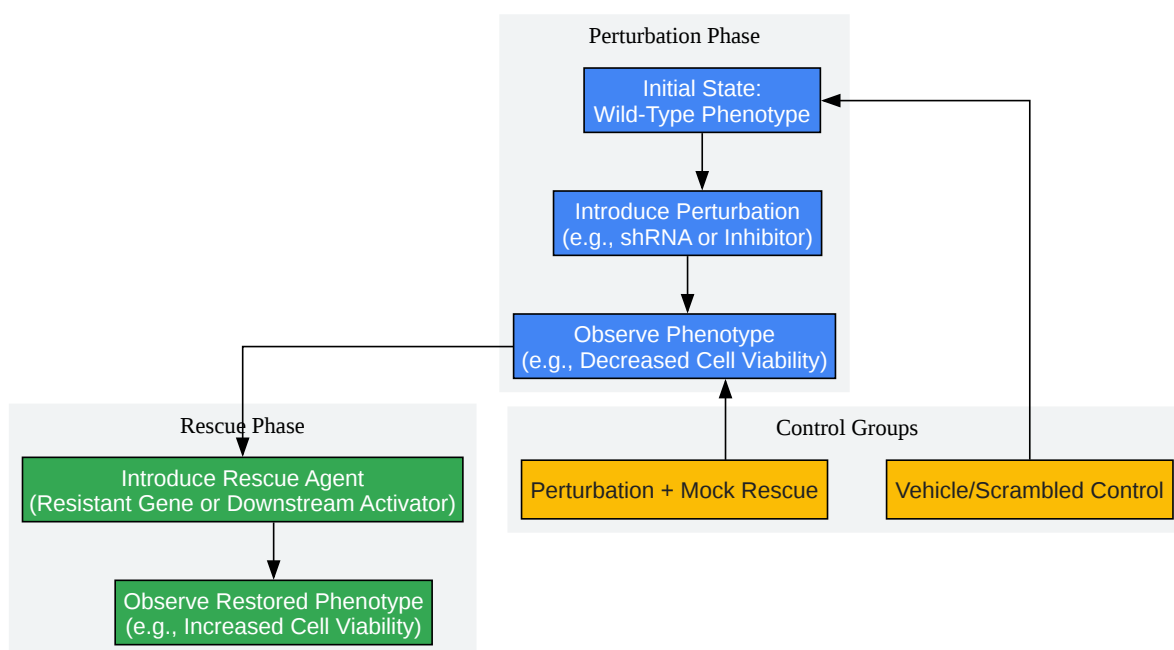 Perturbation Phase
Initial State:
Wild-Type Phenotype
Introduce Perturbation
(e.g., shRNA or Inhibitor)
Observe Phenotype
(e.g., Decreased Cell Viability)
Rescue Phase
Introduce Rescue Agent
(Resistant Gene or Downstream Activator)
Observe Restored Phenotype
(e.g., Increased Cell Viability)
Control Groups
Perturbation + Mock Rescue
Vehicle/Scrambled Control